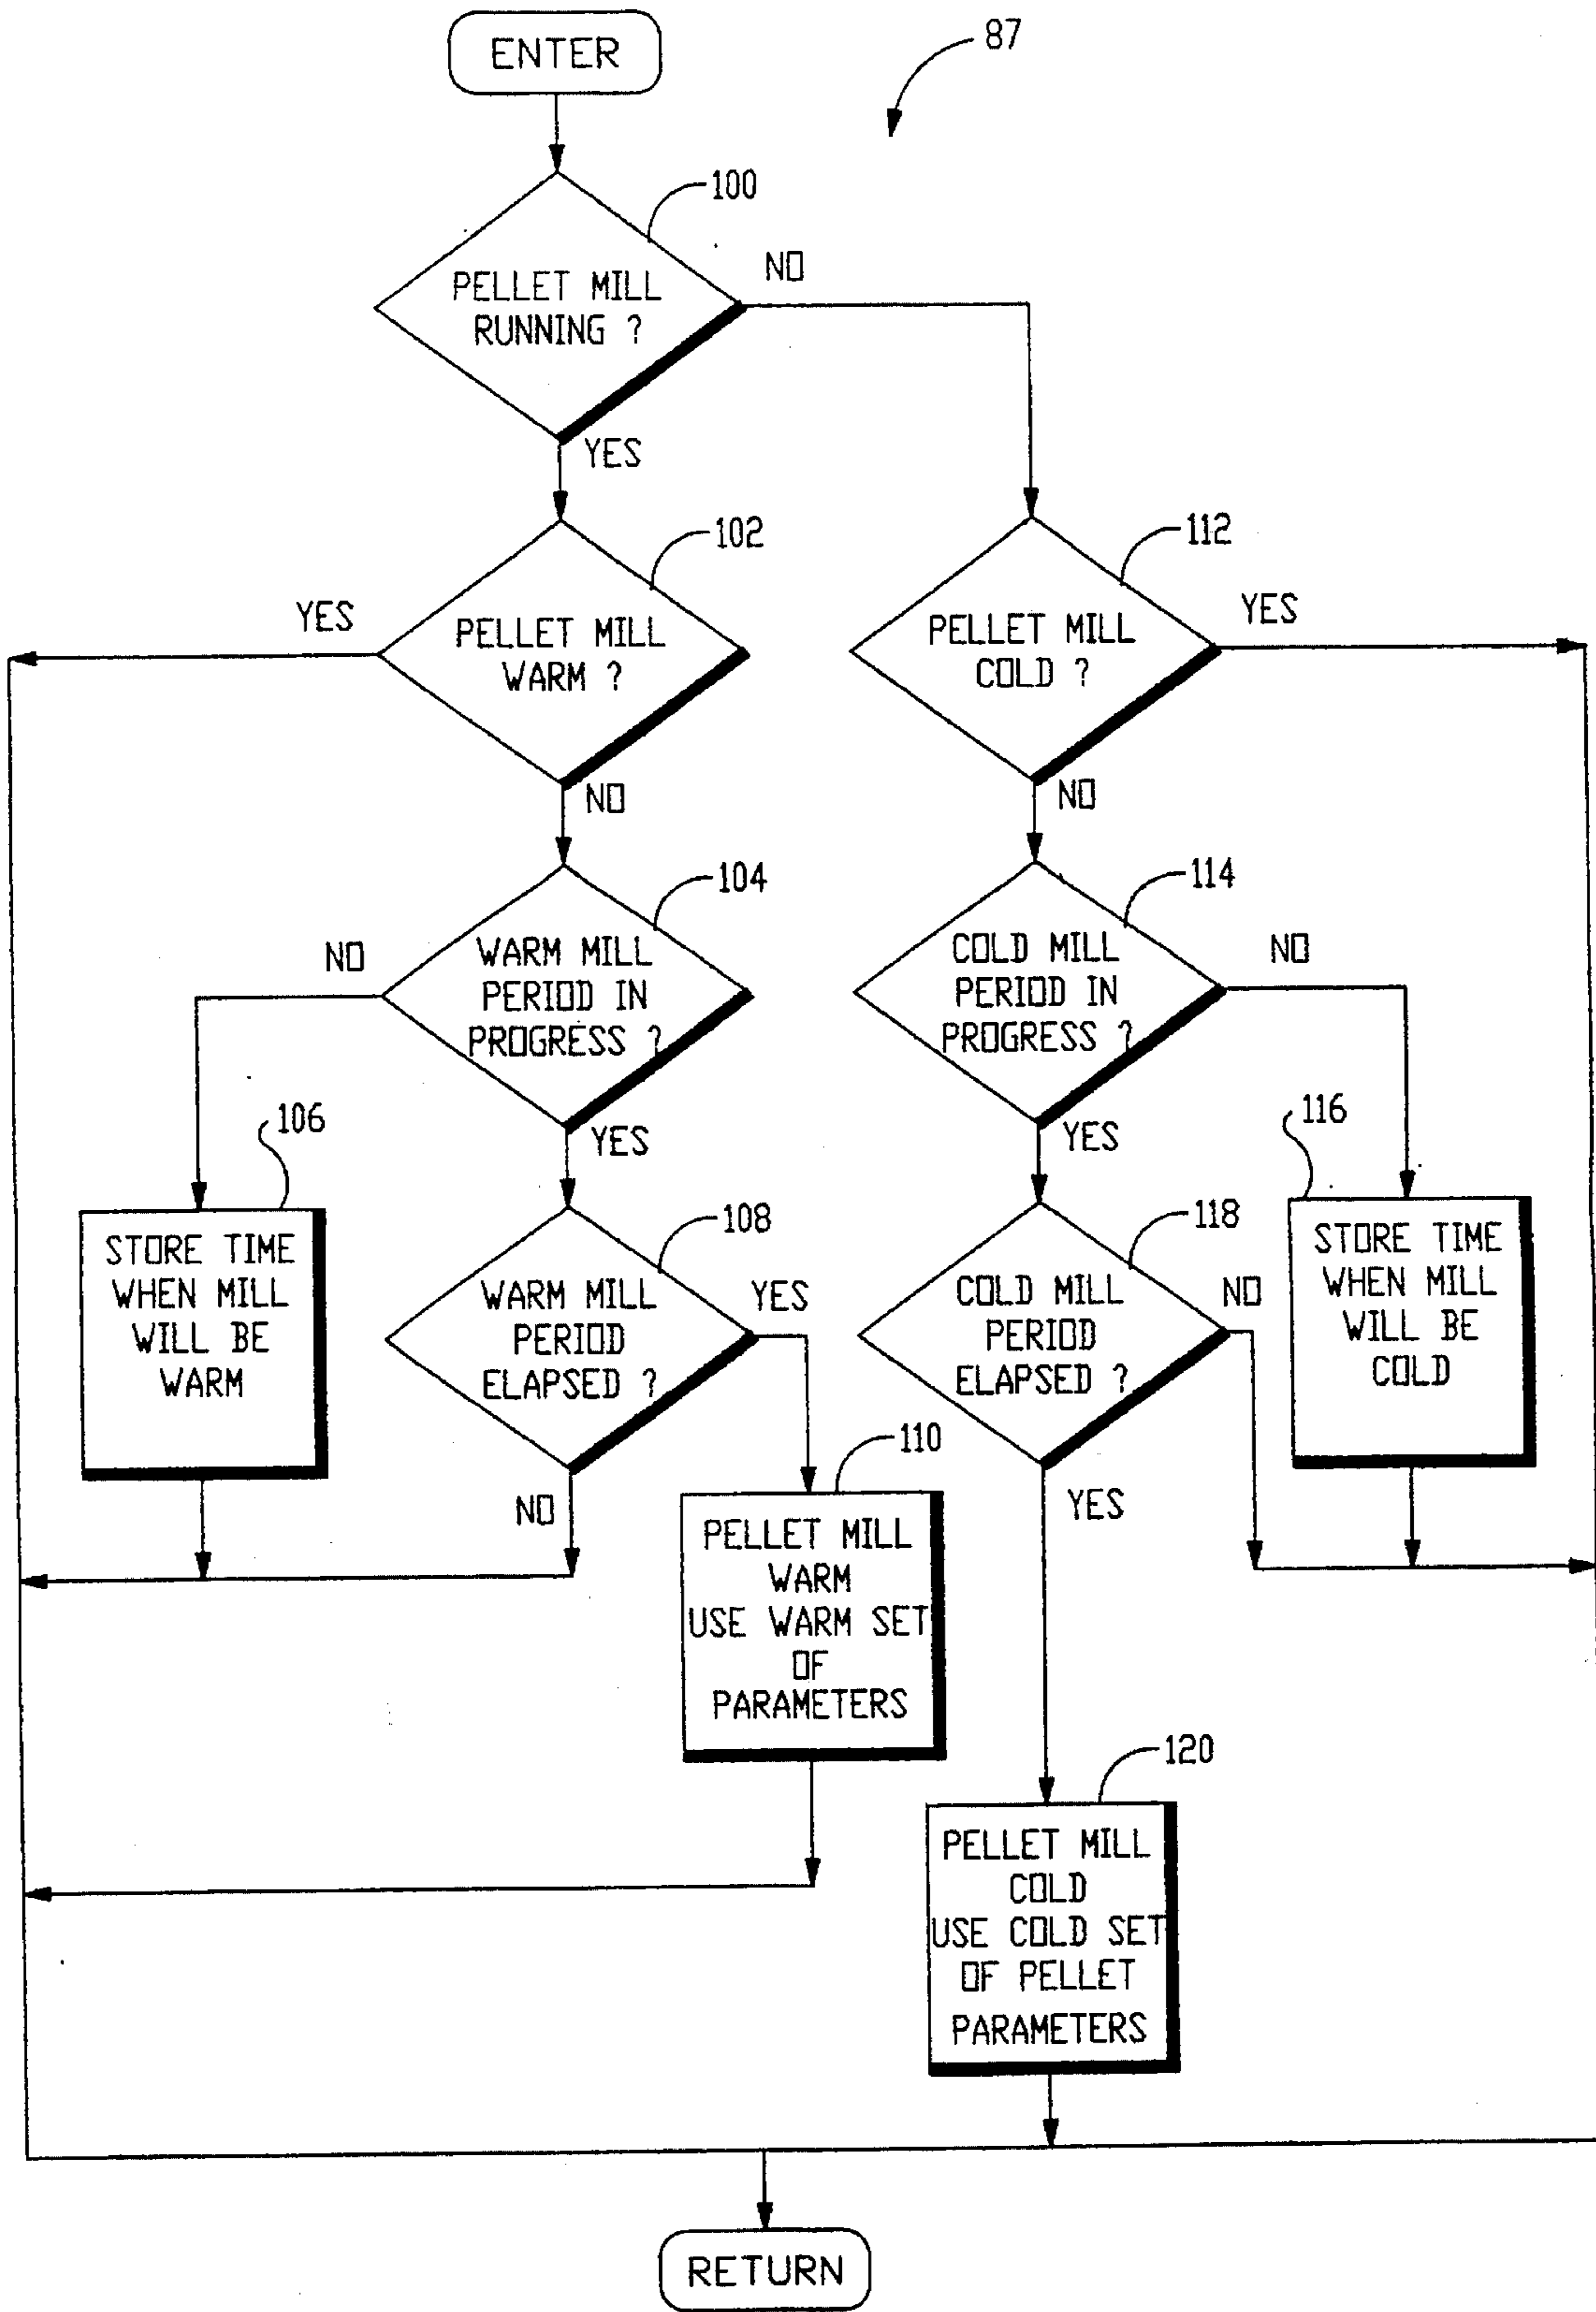 ENTER
87
100
PELLET MILL
RUNNING ?
NO
YES
102
PELLET MILL
WARM ?
YES
NO
112
PELLET MILL
COLD ?
YES
NO
104
WARM MILL
PERIOD IN
PROGRESS ?
NO
YES
114
COLD MILL
PERIOD IN
PROGRESS ?
NO
YES
106
STORE TIME
WHEN MILL
WILL BE
WARM
108
WARM MILL
PERIOD
ELAPSED ?
YES
NO
118
COLD MILL
PERIOD
ELAPSED ?
NO
YES
116
STORE TIME
WHEN MILL
WILL BE
COLD
110
PELLET MILL
WARM
USE WARM SET
OF
PARAMETERS
120
PELLET MILL
COLD
USE COLD SET
OF PELLET
PARAMETERS
RETURN